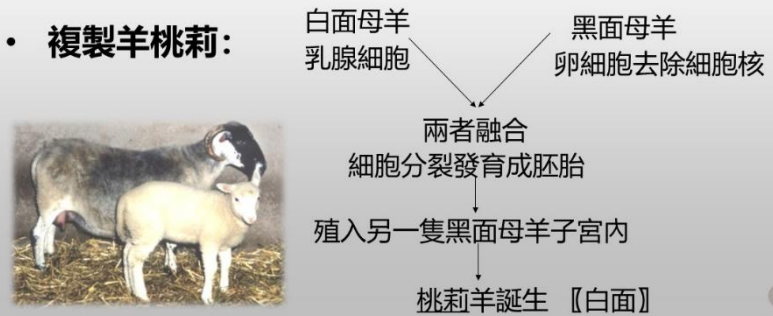 • 複製羊桃莉：
白面母羊
乳腺細胞
黑面母羊
卵細胞去除細胞核
兩者融合
細胞分裂發育成胚胎
殖入另一隻黑面母羊子宮內
桃莉羊誕生 〖白面〗